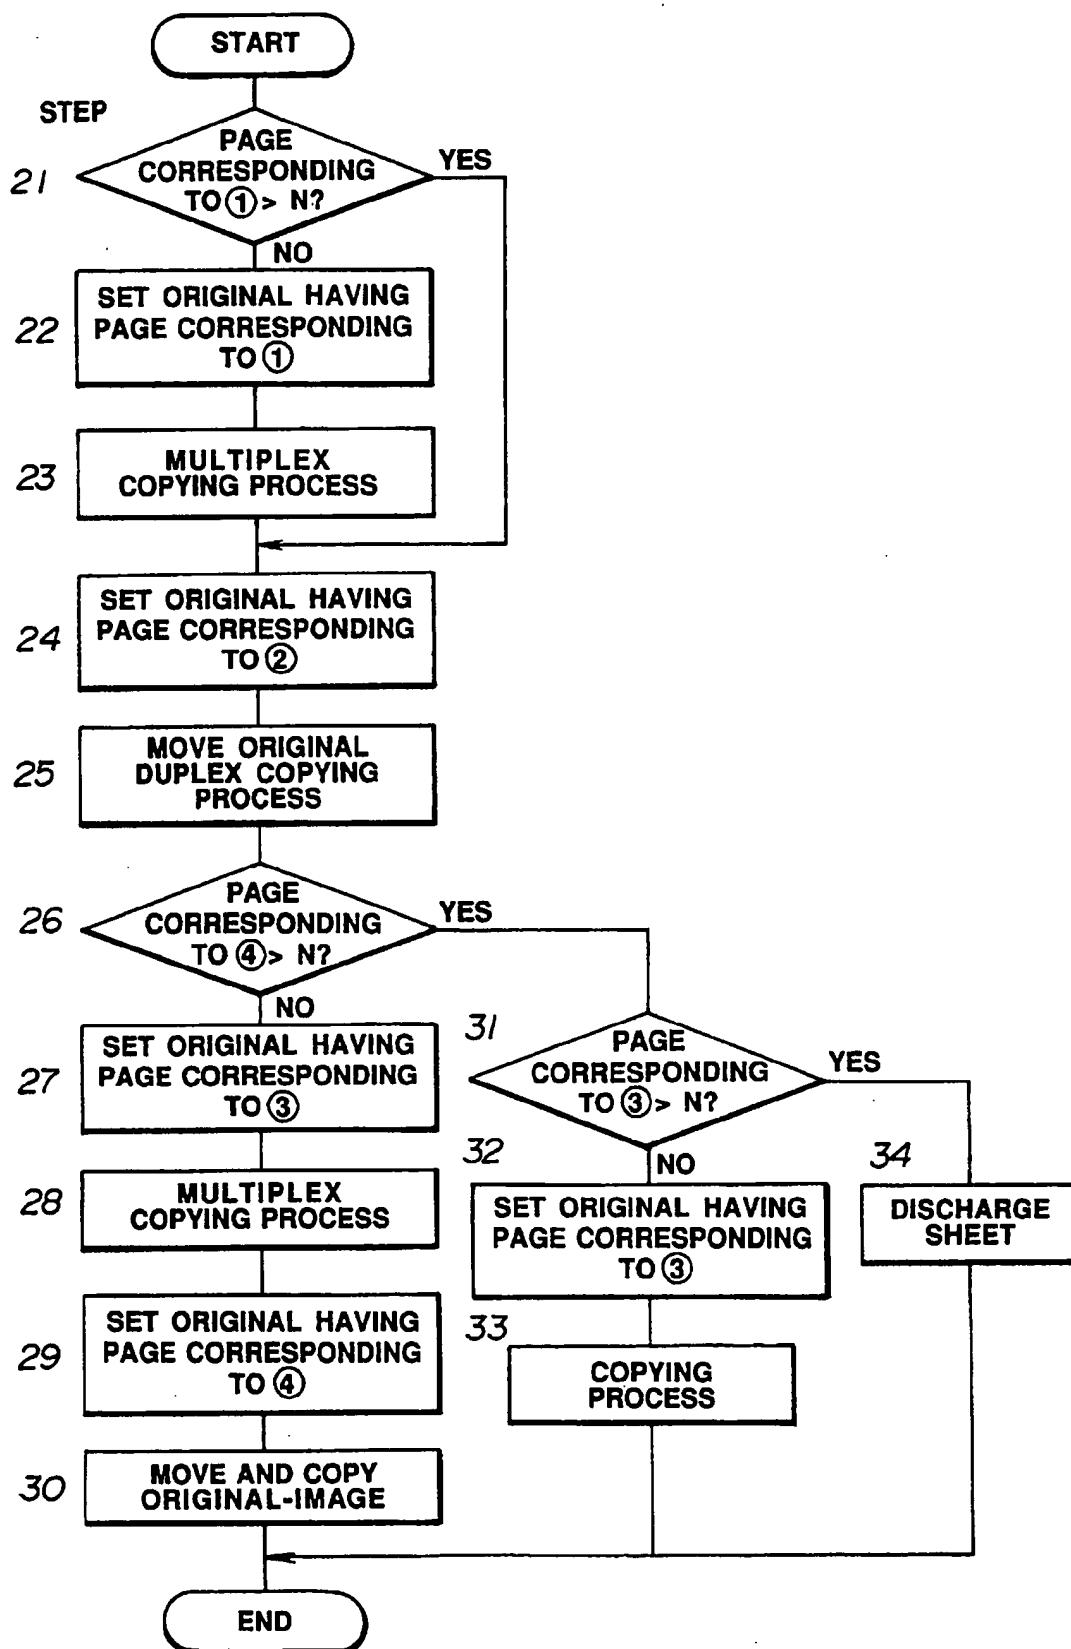 START
STEP
21
PAGE
CORRESPONDING
TO ① > N?
YES
NO
22
SET ORIGINAL HAVING
PAGE CORRESPONDING
TO ①
23
MULTIPLEX
COPYING PROCESS
24
SET ORIGINAL HAVING
PAGE CORRESPONDING
TO ②
25
MOVE ORIGINAL
DUPLEX COPYING
PROCESS
26
PAGE
CORRESPONDING
TO ④ > N?
YES
NO
27
SET ORIGINAL HAVING
PAGE CORRESPONDING
TO ③
28
MULTIPLEX
COPYING PROCESS
29
SET ORIGINAL HAVING
PAGE CORRESPONDING
TO ④
30
MOVE AND COPY
ORIGINAL-IMAGE
31
PAGE
CORRESPONDING
TO ③ > N?
YES
NO
32
SET ORIGINAL HAVING
PAGE CORRESPONDING
TO ③
33
COPYING
PROCESS
34
DISCHARGE
SHEET
END